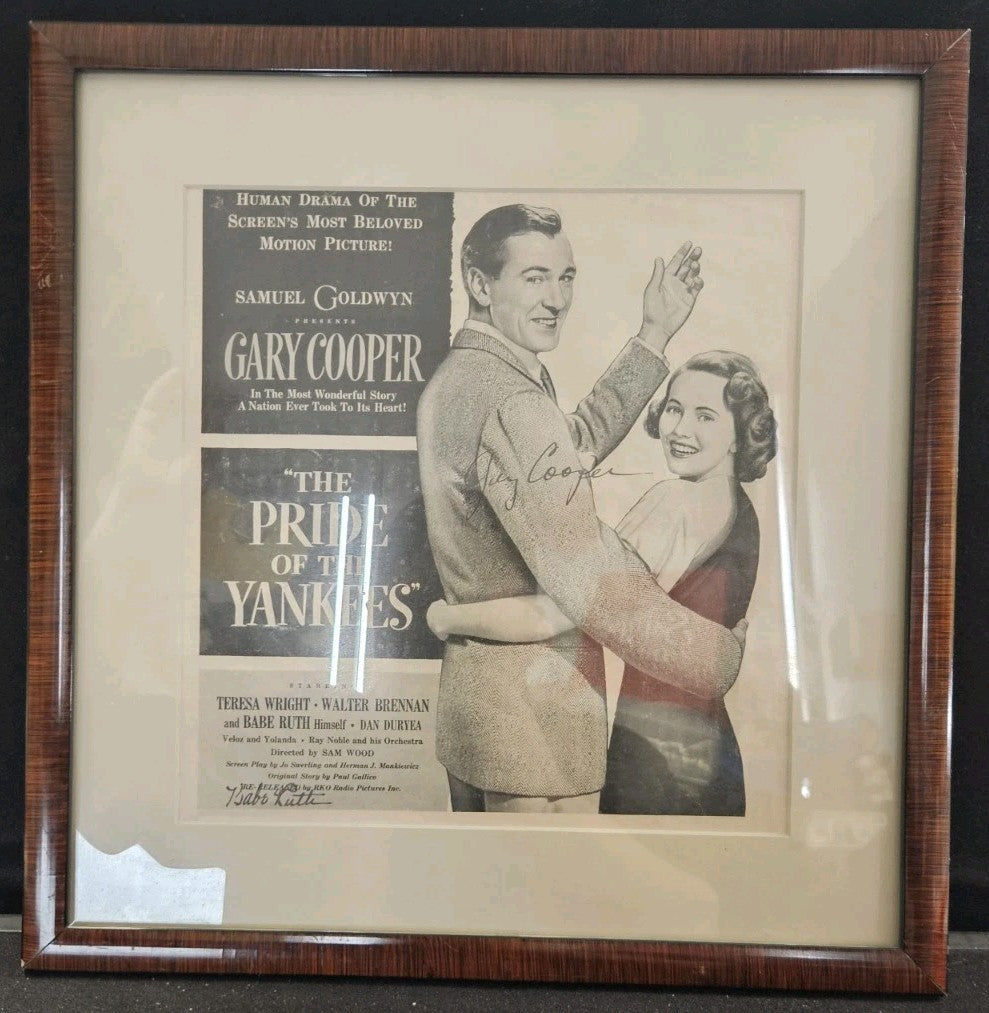 HUMAN DRAMA OF THE
SCREEN'S MOST BELOVED
MOTION PICTURE!
SAMUEL GOLDWYN
PRESENTS
GARY COOPER
In The Most Wonderful Story
A Nation Ever Took To Its Heart!
"THE
PRIDE
OF THE
YANKEES"
STARRING
TERESA WRIGHT • WALTER BRENNAN
and BABE RUTH Himself • DAN DURYEA
Veloz and Yolanda • Ray Noble and his Orchestra
Directed by SAM WOOD
Screen Play by Jo Swerling and Herman J. Mankiewicz
Original Story by Paul Gallico
RE-RELEASED by RKO Radio Pictures Inc.
Babe Ruth
Gary Cooper